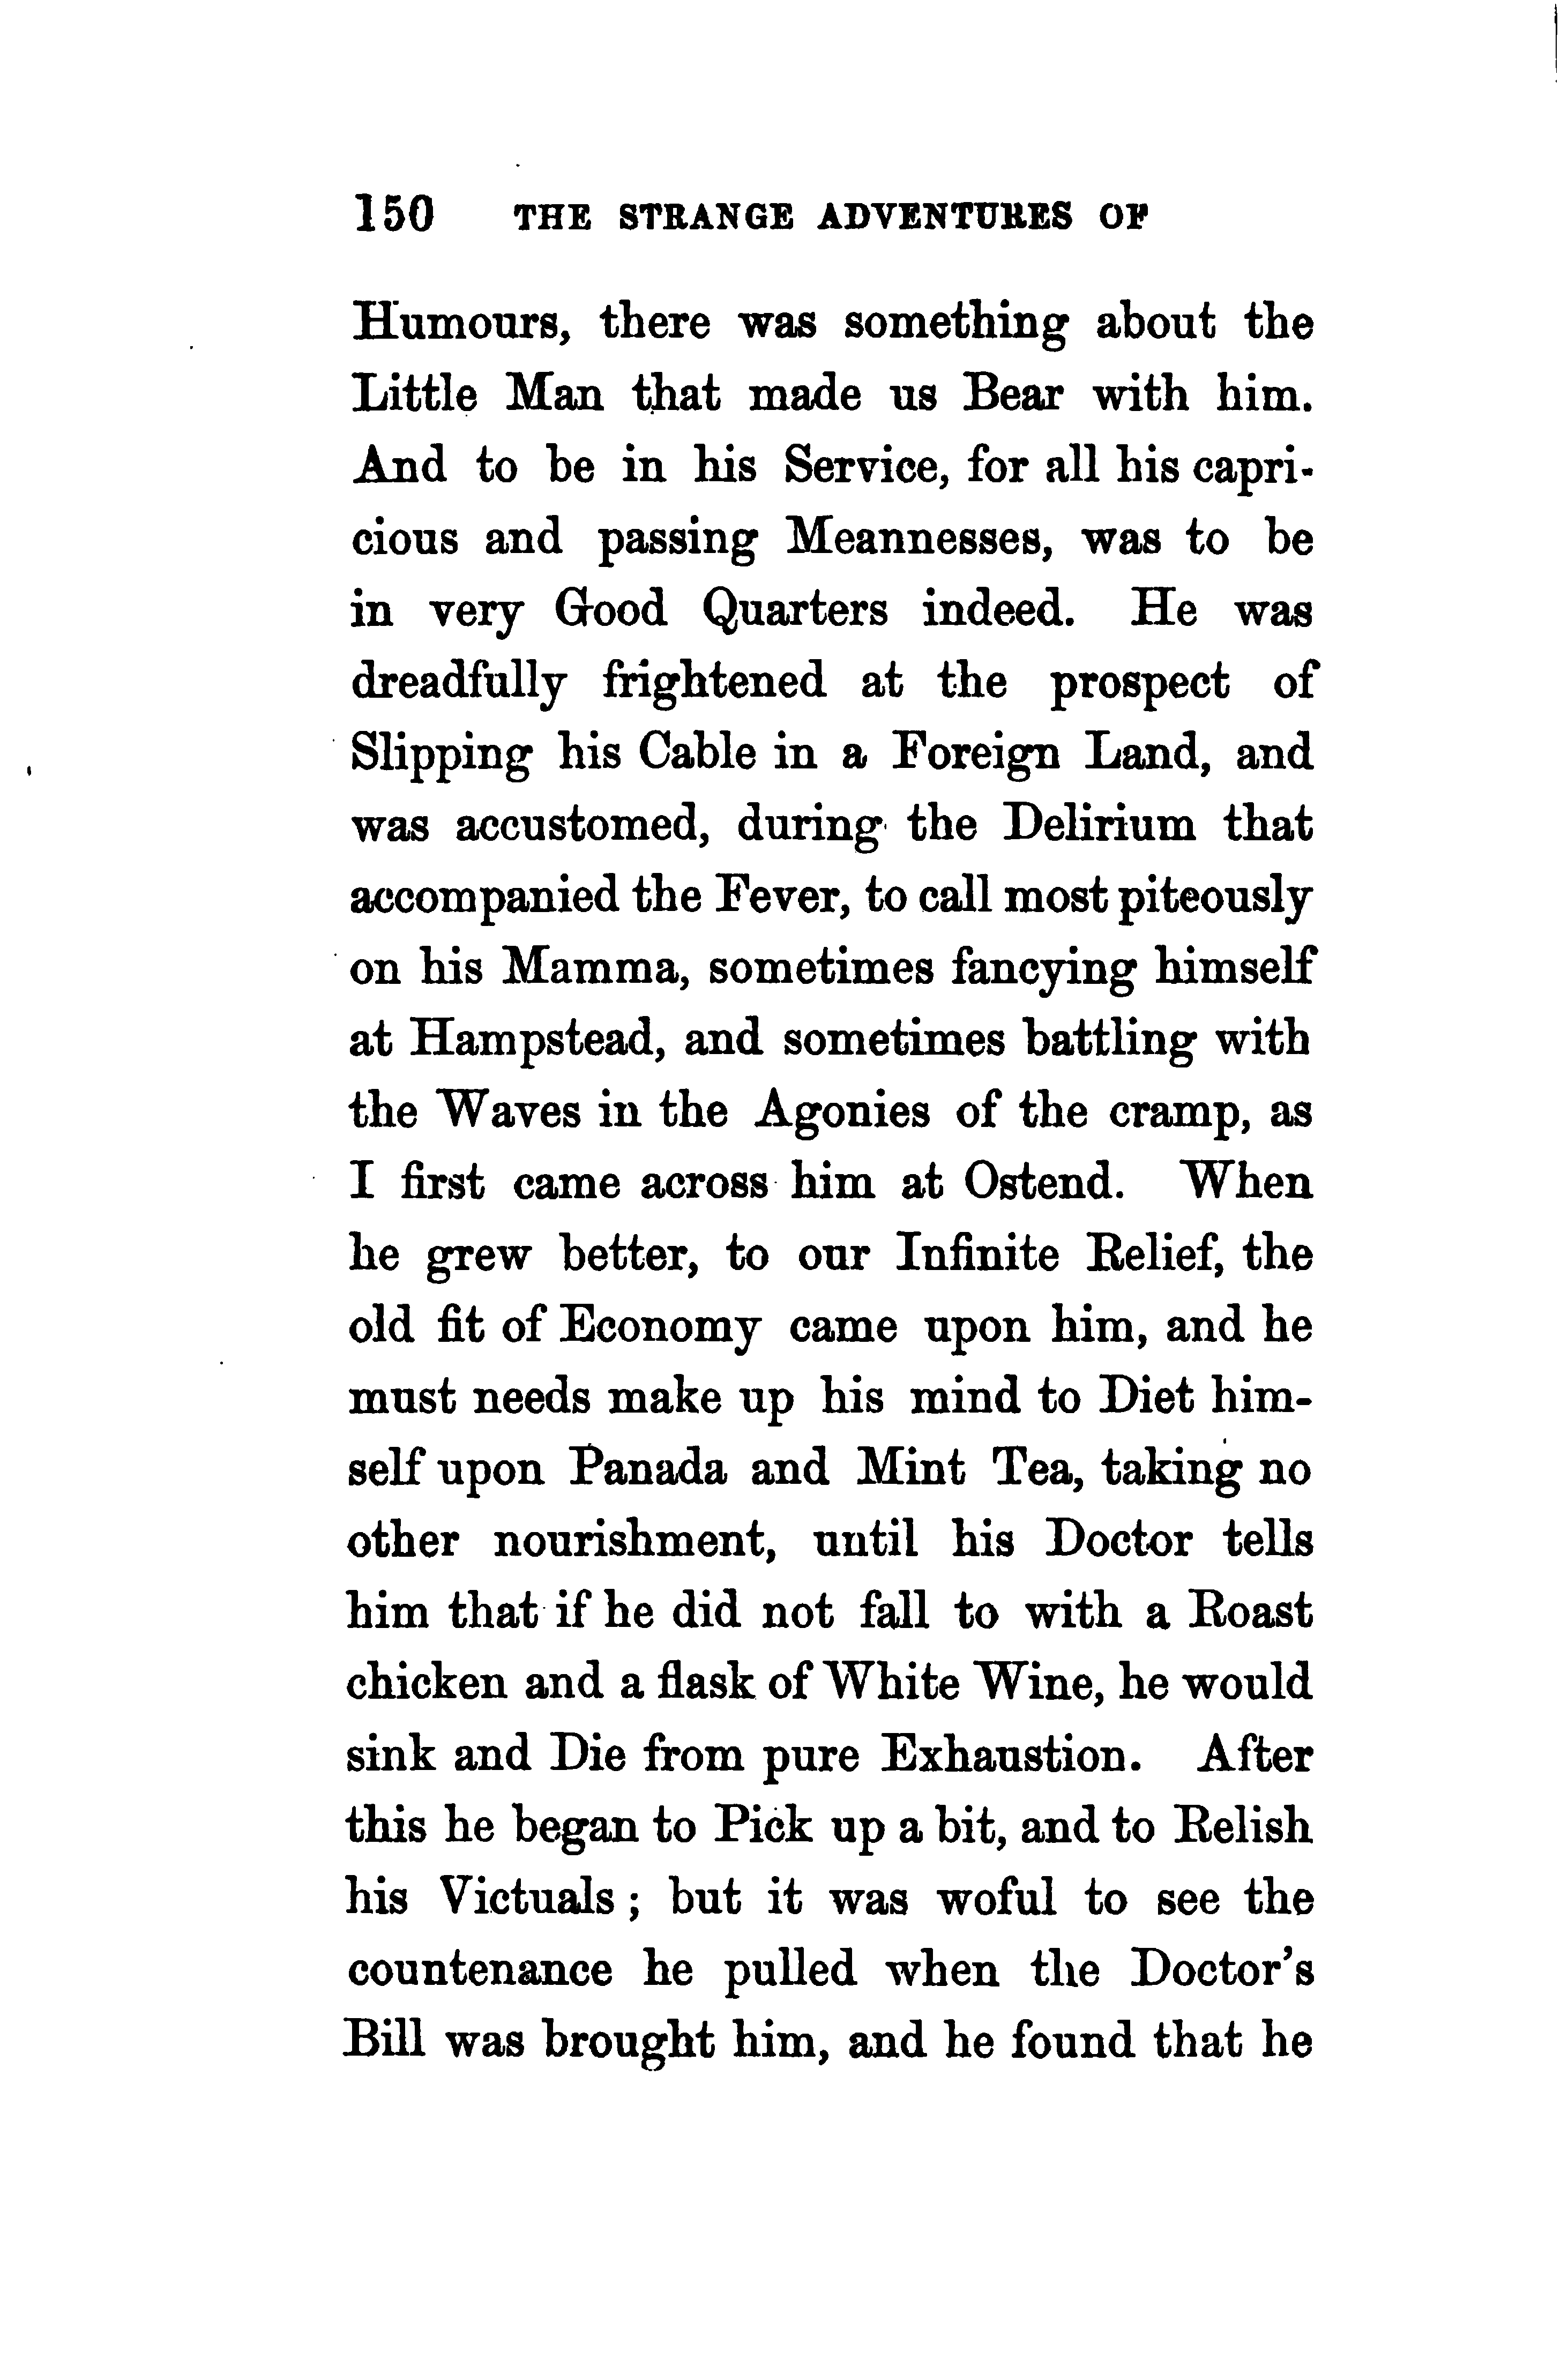 150 THE STRANGE ADVENTURES OF
Humours, there was something about the
Little Man that made us Bear with him.
And to be in his Service, for all his capri-
cious and passing Meannesses, was to be
in very Good Quarters indeed. He was
dreadfully frightened at the prospect of
Slipping his Cable in a Foreign Land, and
was accustomed, during the Delirium that
accompanied the Fever, to call most piteously
on his Mamma, sometimes fancying himself
at Hampstead, and sometimes battling with
the Waves in the Agonies of the cramp, as
I first came across him at Ostend. When
he grew better, to our Infinite Relief, the
old fit of Economy came upon him, and he
must needs make up his mind to Diet him-
self upon Panada and Mint Tea, taking no
other nourishment, until his Doctor tells
him that if he did not fall to with a Roast
chicken and a flask of White Wine, he would
sink and Die from pure Exhaustion. After
this he began to Pick up a bit, and to Relish
his Victuals ; but it was woful to see the
countenance he pulled when the Doctor's
Bill was brought him, and he found that he